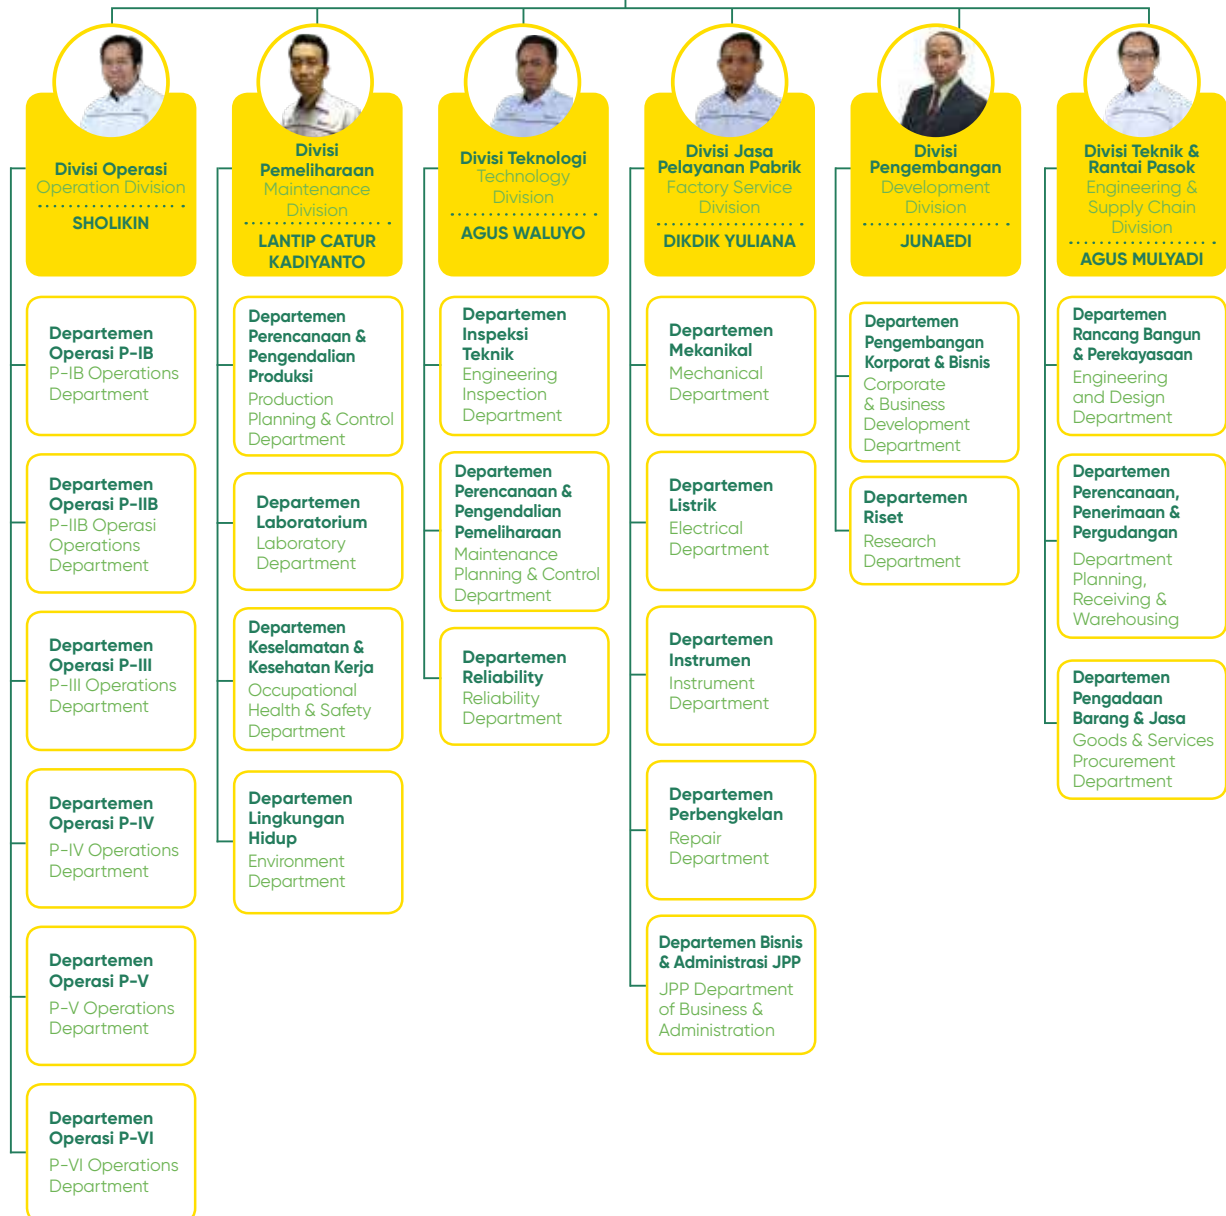 Divisi Operasi
Operation Division
SHOLIKIN
Departemen
Operasi P-IB
P-IB Operations
Department
Departemen
Operasi P-IIB
P-IIB Operasi
Operations
Department
Departemen
Operasi P-III
P-III Operations
Department
Departemen
Operasi P-IV
P-IV Operations
Department
Departemen
Operasi P-V
P-V Operations
Department
Departemen
Operasi P-VI
P-VI Operations
Department
Divisi
Pemeliharaan
Maintenance
Division
LANTIP CATUR
KADIYANTO
Departemen
Perencanaan &
Pengendalian
Produksi
Production
Planning & Control
Department
Departemen
Laboratorium
Laboratory
Department
Departemen
Keselamatan &
Kesehatan Kerja
Occupational
Health & Safety
Department
Departemen
Lingkungan
Hidup
Environment
Department
Divisi Teknologi
Technology
Division
AGUS WALUYO
Departemen
Inspeksi
Teknik
Engineering
Inspection
Department
Departemen
Perencanaan &
Pengendalian
Pemeliharaan
Maintenance
Planning & Control
Department
Departemen
Reliability
Reliability
Department
Divisi Jasa
Pelayanan Pabrik
Factory Service
Division
DIKDIK YULIANA
Departemen
Mekanikal
Mechanical
Department
Departemen
Listrik
Electrical
Department
Departemen
Instrumen
Instrument
Department
Departemen
Perbengkelan
Repair
Department
Departemen Bisnis
& Administrasi JPP
JPP Department
of Business &
Administration
Divisi
Pengembangan
Development
Division
JUNAEDI
Departemen
Pengembangan
Korporat & Bisnis
Corporate
& Business
Development
Department
Departemen
Riset
Research
Department
Divisi Teknik &
Rantai Pasok
Engineering &
Supply Chain
Division
AGUS MULYADI
Departemen
Rancang Bangun
& Perekayasaan
Engineering
and Design
Department
Departemen
Perencanaan,
Penerimaan &
Pergudangan
Department
Planning,
Receiving &
Warehousing
Departemen
Pengadaan
Barang & Jasa
Goods & Services
Procurement
Department